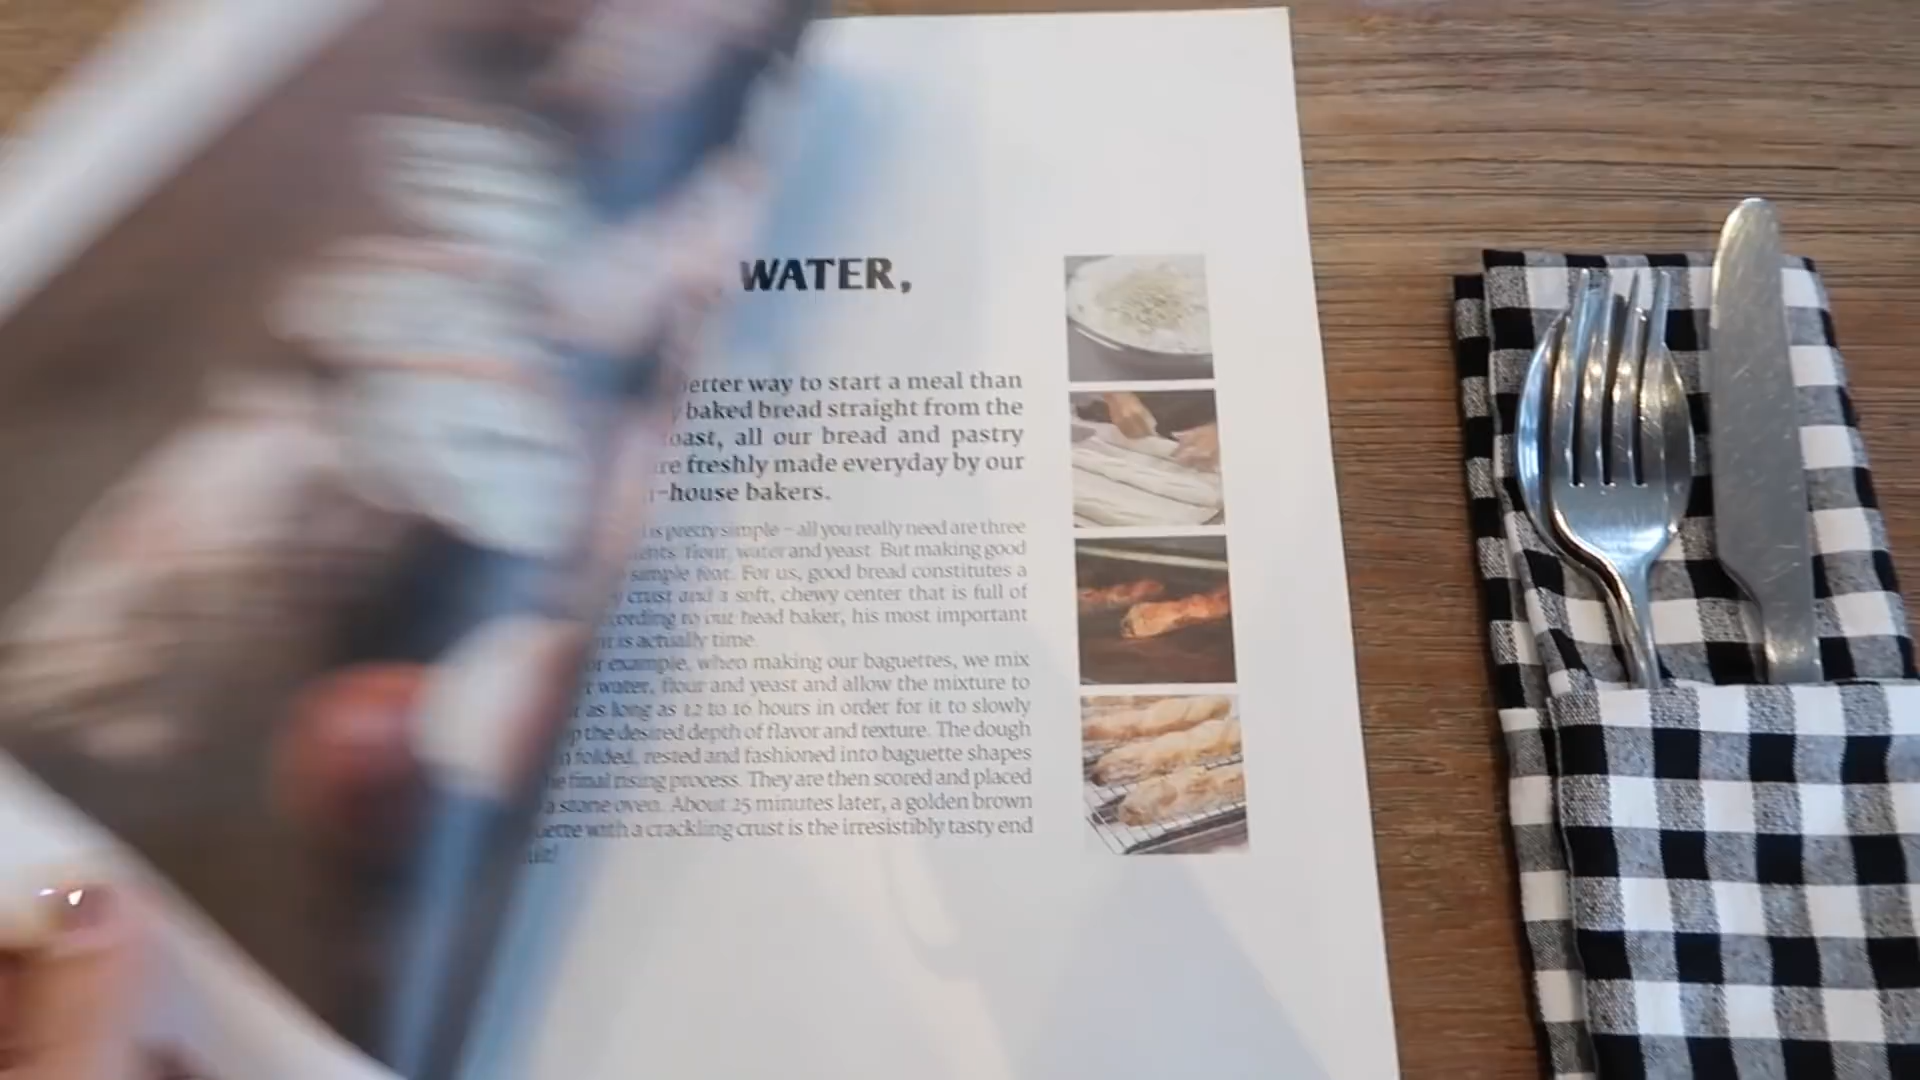 WATER,
better way to start a meal than
baked bread straight from the
oast, all our bread and pastry
re freshly made everyday by our
-house bakers.
is pretty simple – all you really need are three
ents: flour, water and yeast. But making good
simple feat. For us, good bread constitutes a
crust and a soft, chewy center that is full of
cording to our head baker, his most important
nt is actually time.
or example, when making our baguettes, we mix
water, flour and yeast and allow the mixture to
as long as 12 to 16 hours in order for it to slowly
p the desired depth of flavor and texture. The dough
n folded, rested and fashioned into baguette shapes
he final rising process. They are then scored and placed
a stone oven. About 25 minutes later, a golden brown
uette with a crackling crust is the irresistibly tasty end